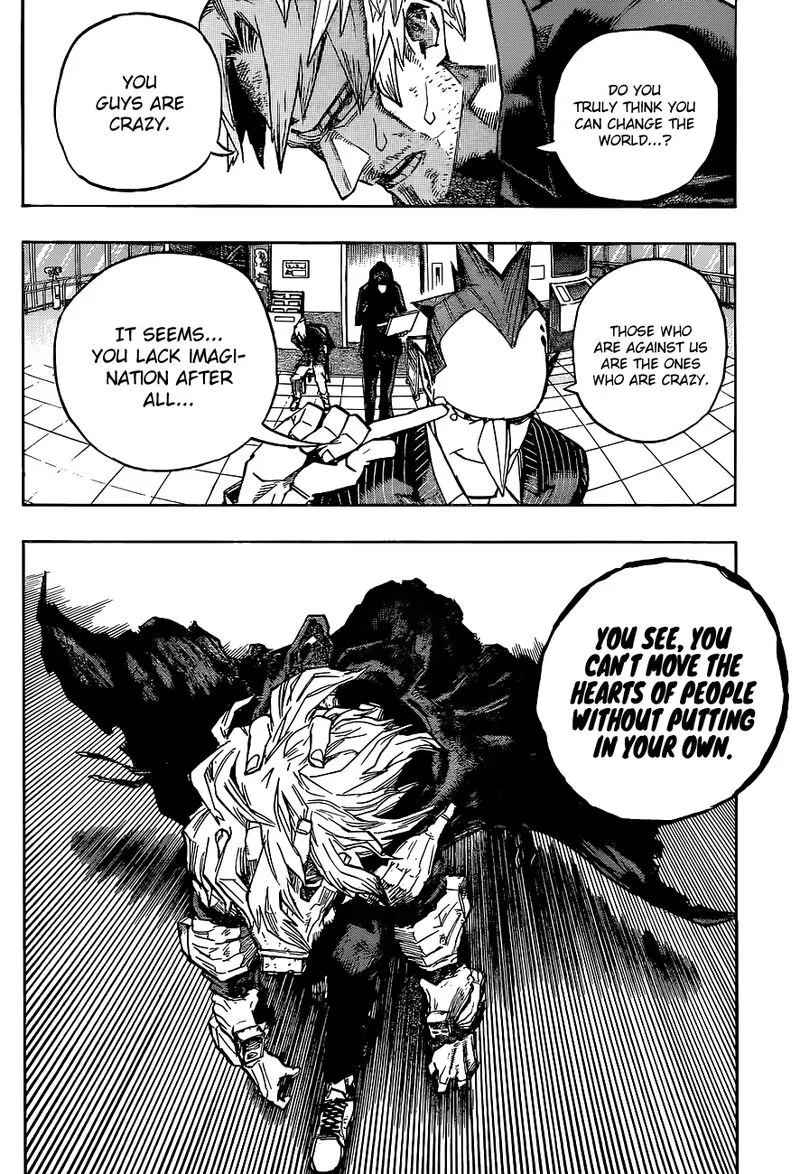 DO YOU
TRULY THINK YOU
CAN CHANGE THE
WORLD...?
YOU
GUYS ARE
CRAZY.
THOSE WHO
ARE AGAINST US
ARE THE ONES
WHO ARE CRAZY.
IT SEEMS...
YOU LACK IMAGI-
NATION AFTER
ALL...
YOU SEE, YOU
CAN'T MOVE THE
HEARTS OF PEOPLE
WITHOUT PUTTING
IN YOUR OWN.